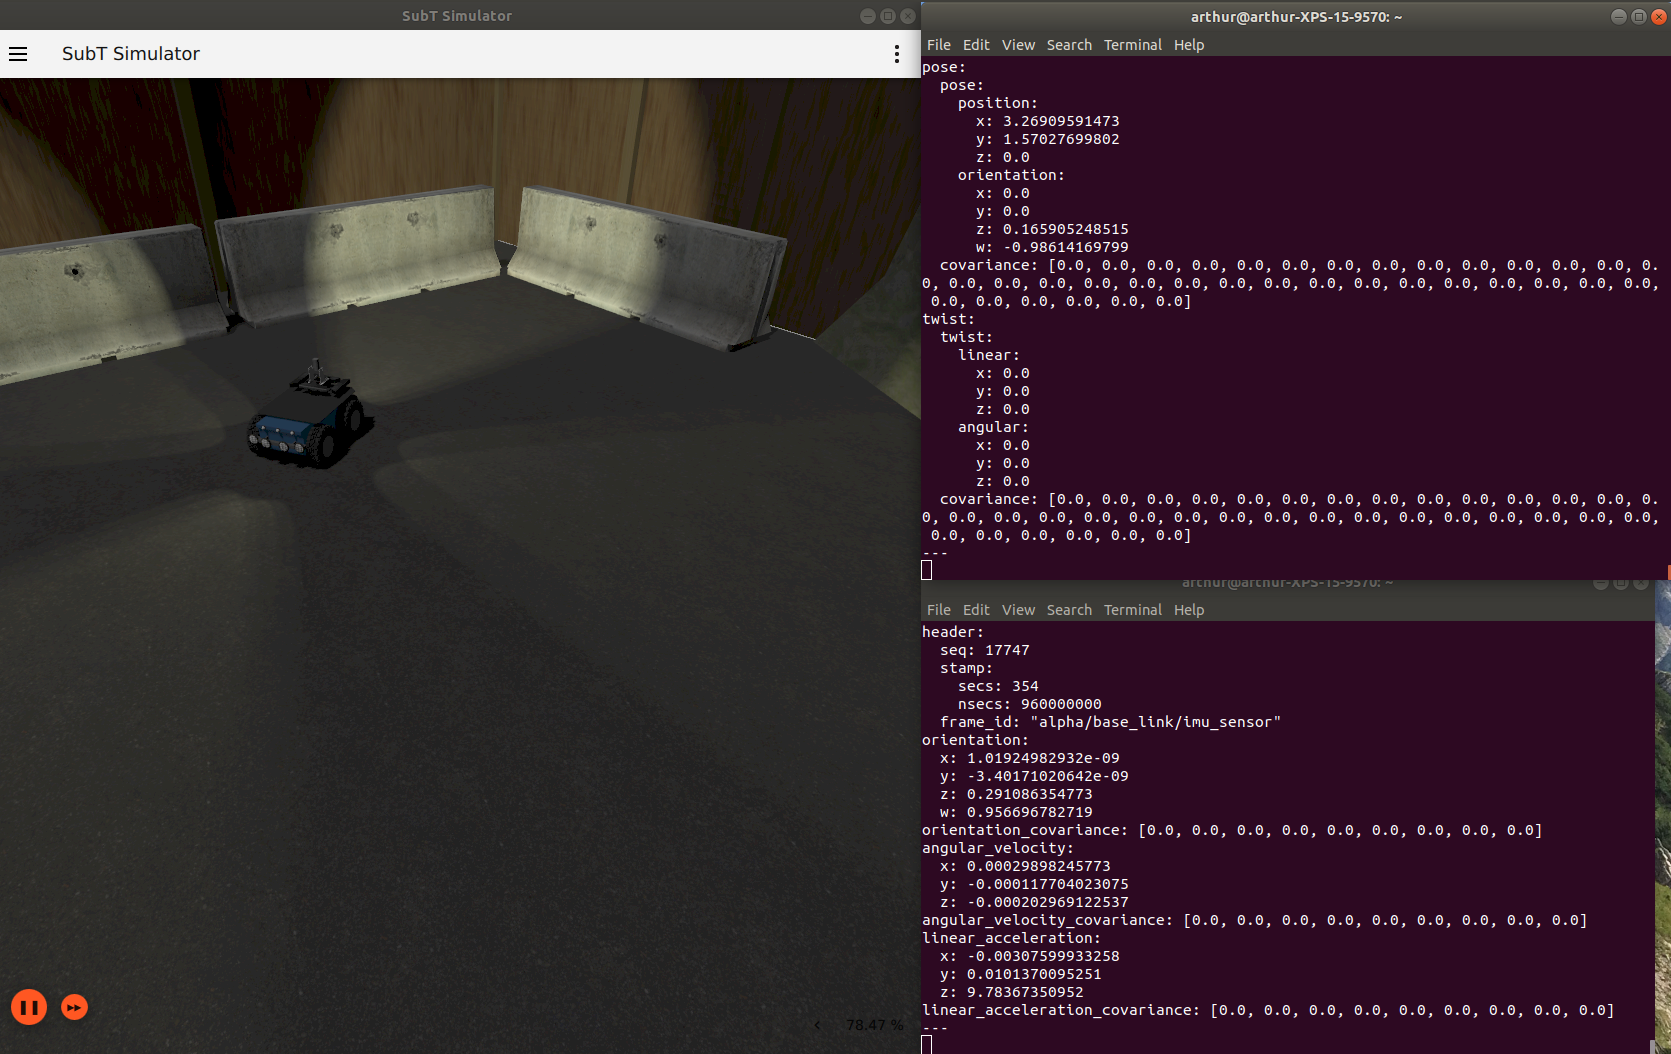 SubT Simulator
SubT Simulator
78.47 %
arthur@arthur-XPS-15-9570: ~
File Edit View Search Terminal Help
pose:
  pose:
    position:
      x: 3.26909591473
      y: 1.57027699802
      z: 0.0
    orientation:
      x: 0.0
      y: 0.0
      z: 0.165905248515
      w: -0.98614169799
  covariance: [0.0, 0.0, 0.0, 0.0, 0.0, 0.0, 0.0, 0.0, 0.0, 0.0, 0.0, 0.0, 0.0, 0.
0, 0.0, 0.0, 0.0, 0.0, 0.0, 0.0, 0.0, 0.0, 0.0, 0.0, 0.0, 0.0, 0.0, 0.0, 0.0, 0.0,
 0.0, 0.0, 0.0, 0.0, 0.0, 0.0]
twist:
  twist:
    linear:
      x: 0.0
      y: 0.0
      z: 0.0
    angular:
      x: 0.0
      y: 0.0
      z: 0.0
  covariance: [0.0, 0.0, 0.0, 0.0, 0.0, 0.0, 0.0, 0.0, 0.0, 0.0, 0.0, 0.0, 0.0, 0.
0, 0.0, 0.0, 0.0, 0.0, 0.0, 0.0, 0.0, 0.0, 0.0, 0.0, 0.0, 0.0, 0.0, 0.0, 0.0, 0.0,
 0.0, 0.0, 0.0, 0.0, 0.0, 0.0]
---
arthur@arthur-XPS-15-9570: ~
File Edit View Search Terminal Help
header:
  seq: 17747
  stamp:
    secs: 354
    nsecs: 960000000
  frame_id: "alpha/base_link/imu_sensor"
orientation:
  x: 1.01924982932e-09
  y: -3.40171020642e-09
  z: 0.291086354773
  w: 0.956696782719
orientation_covariance: [0.0, 0.0, 0.0, 0.0, 0.0, 0.0, 0.0, 0.0, 0.0]
angular_velocity:
  x: 0.00029898245773
  y: -0.000117704023075
  z: -0.000202969122537
angular_velocity_covariance: [0.0, 0.0, 0.0, 0.0, 0.0, 0.0, 0.0, 0.0, 0.0]
linear_acceleration:
  x: -0.00307599933258
  y: 0.0101370095251
  z: 9.78367350952
linear_acceleration_covariance: [0.0, 0.0, 0.0, 0.0, 0.0, 0.0, 0.0, 0.0, 0.0]
---